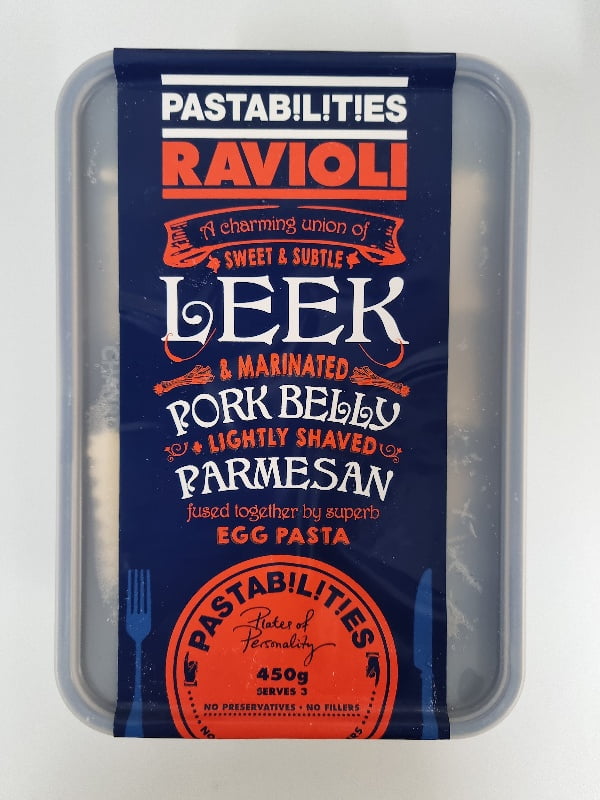 PASTAB!L!T!ES
RAVIOLI
A charming union of
SWEET & SUBTLE
LEEK
& MARINATED
PORK BELLY
+ LIGHTLY SHAVED
PARMESAN
fused together by superb
EGG PASTA
PASTAB!L!T!ES
Plates of
Personality
450g
SERVES 3
NO PRESERVATIVES • NO FILLERS